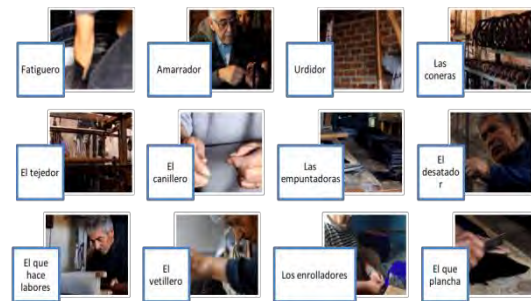 Fatiguero
Amarrador
Urdidor
Las
coneras
El tejedor
El
canillero
Las
empuntadoras
El
desatado
r
El que
hace
labores
El
vetillero
Los enrolladores
El que
plancha